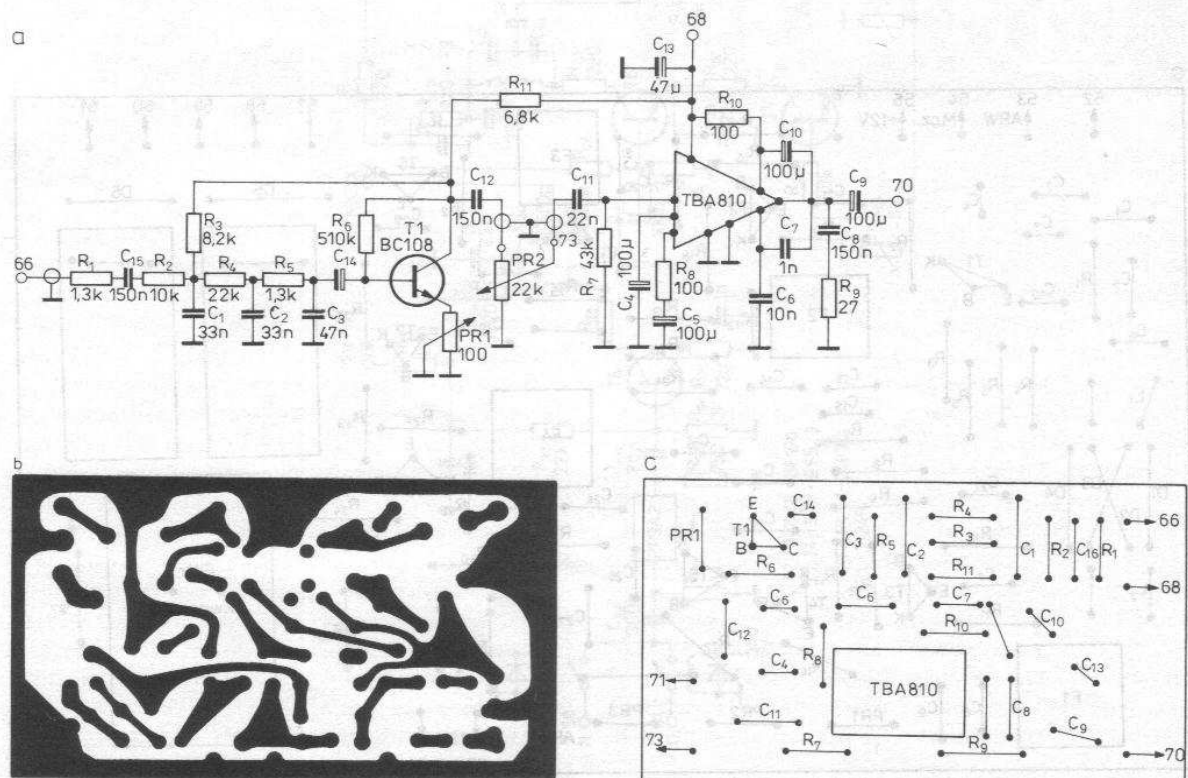 a
68
C13
47µ
R11
6,8k
R10
100
C10
100µ
C12
150n
C11
22n
TBA810
C9
100µ
70
R3
8,2k
R6
510k
T1
BC108
C14
73
PR2
22k
R7
43k
100µ
C4
R8
100
C5
100µ
C7
1n
C6
10n
C8
150n
R9
27
66
R1
1,3k
C15
150n
R2
10k
R4
22k
R5
1,3k
C1
33n
C2
33n
C3
47n
PR1
100
b
C
PR1
E
T1
B
C
C14
R6
C3
R5
C2
R4
R3
R11
C1
R2
C16
R1
66
68
C12
C6
C6
C7
R10
C10
R8
C4
71
TBA810
C8
C13
C11
C9
73
R7
R9
70